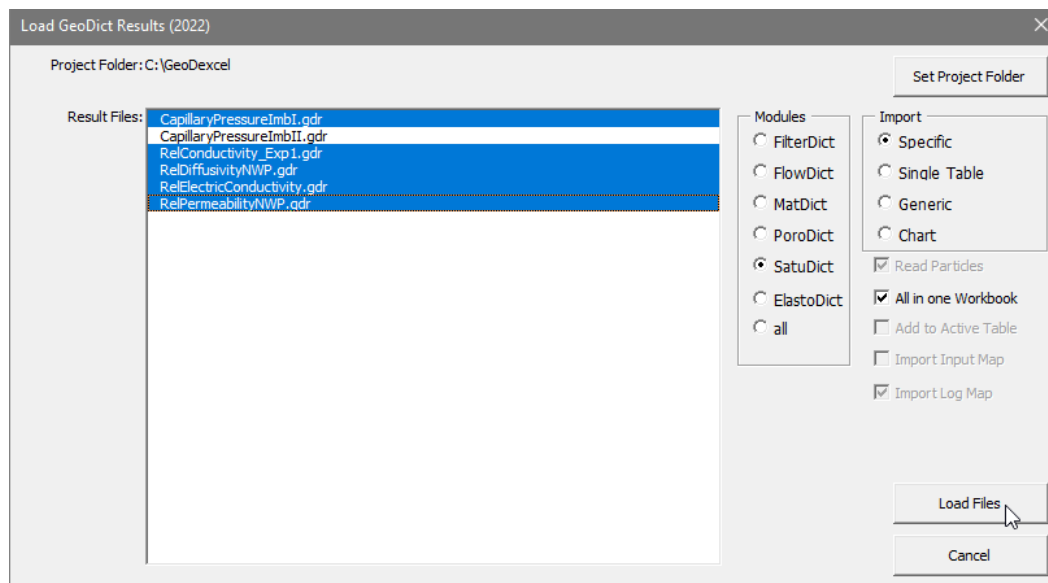 Load GeoDict Results (2022)
Project Folder: C:\GeoDexcel
Set Project Folder
Result Files:
CapillaryPressureImbI.gdr
CapillaryPressureImbII.gdr
RelConductivity_Exp1.gdr
RelDiffusivityNWP.gdr
RelElectricConductivity.gdr
RelPermeabilityNWP.gdr
Modules
FilterDict
FlowDict
MatDict
PoroDict
SatuDict
ElastoDict
all
Import
Specific
Single Table
Generic
Chart
Read Particles
All in one Workbook
Add to Active Table
Import Input Map
Import Log Map
Load Files
Cancel